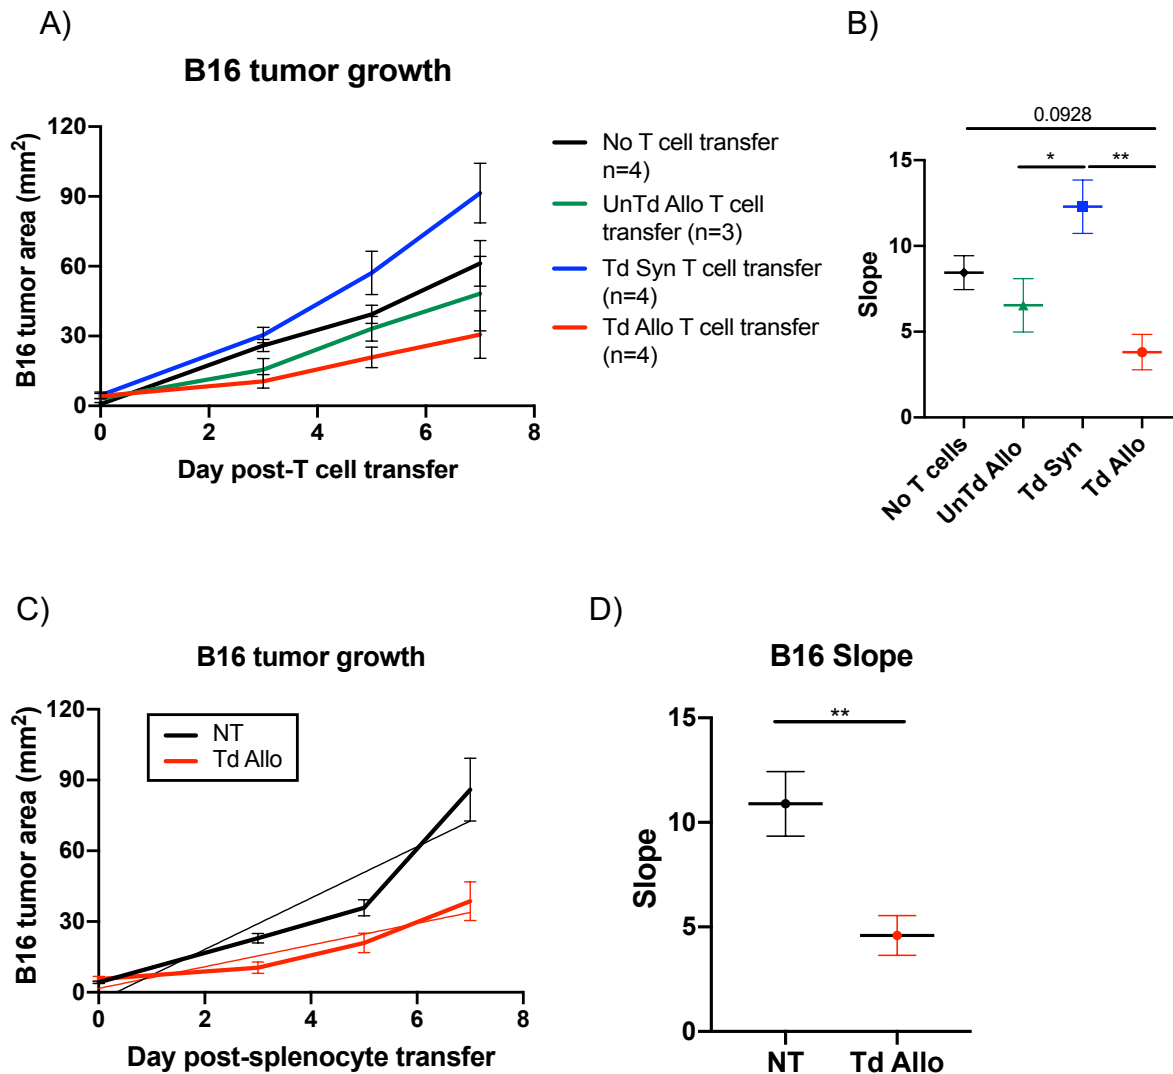 A)
B16 tumor growth
B16 tumor area (mm²)
120
90
60
30
0
0 2 4 6 8
Day post-T cell transfer
No T cell transfer
n=4)
UnTd Allo T cell
transfer (n=3)
Td Syn T cell transfer
(n=4)
Td Allo T cell transfer
(n=4)
B)
0.0928
* **
Slope
15
10
5
0
No T cells
UnTd Allo
Td Syn
Td Allo
C)
B16 tumor growth
B16 tumor area (mm²)
120
90
60
30
0
NT
Td Allo
0 2 4 6 8
Day post-splenocyte transfer
D)
B16 Slope
**
Slope
15
10
5
0
NT Td Allo